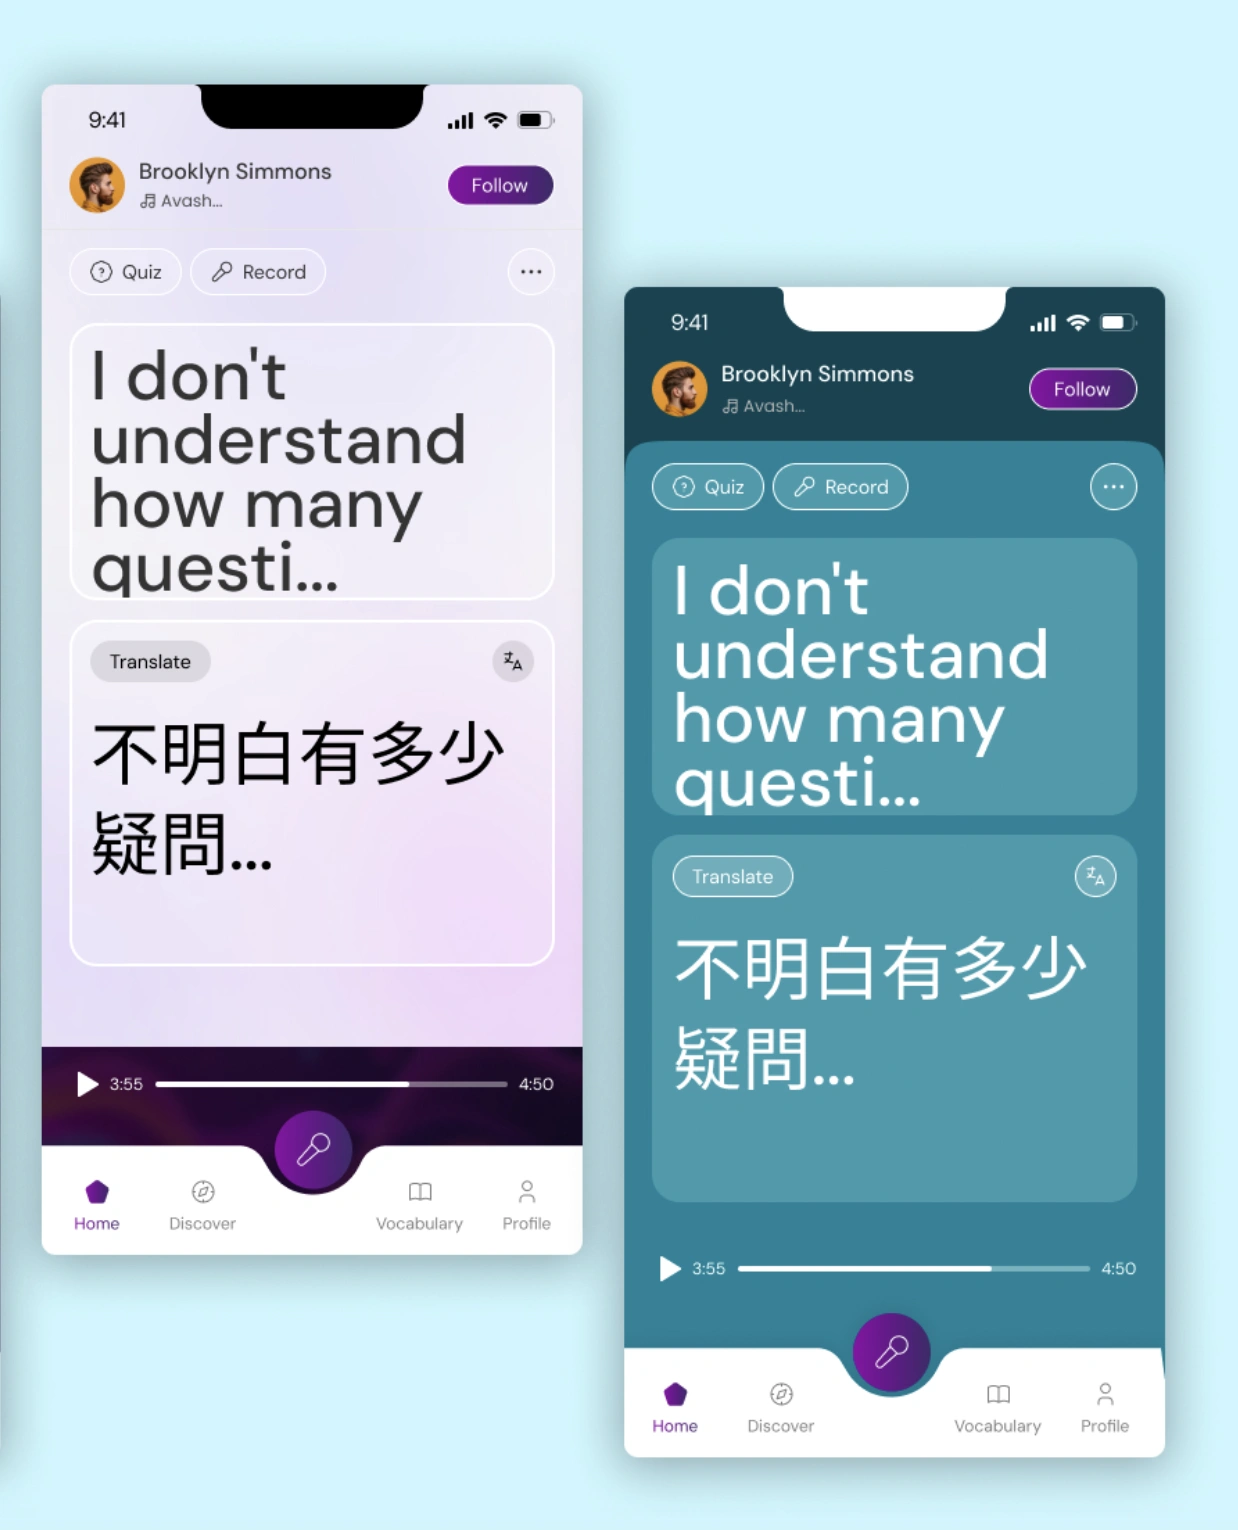 9:41
Brooklyn Simmons
Avash...
Follow
Quiz
Record
I don't
understand
how many
questi...
Translate
不明白有多少
疑問...
3:55
4:50
Home
Discover
Vocabulary
Profile
9:41
Brooklyn Simmons
Avash...
Follow
Quiz
Record
I don't
understand
how many
questi...
Translate
不明白有多少
疑問...
3:55
4:50
Home
Discover
Vocabulary
Profile